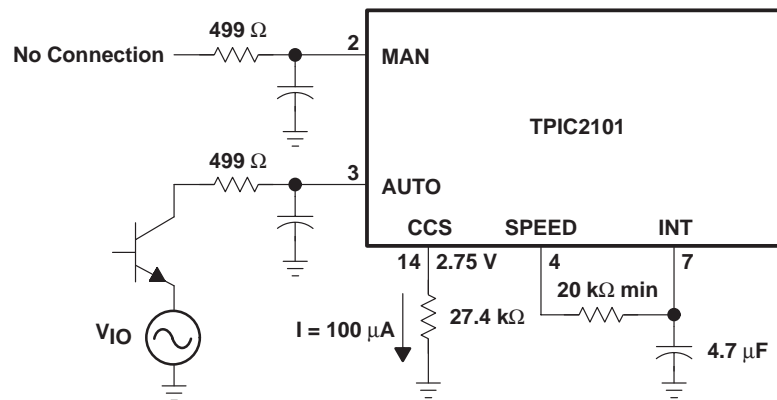 499 Ω
No Connection
2
MAN
TPIC2101
499 Ω
3
AUTO
CCS
SPEED
INT
14
2.75 V
4
7
20 kΩ min
V_IO
I = 100 μA
27.4 kΩ
4.7 μF